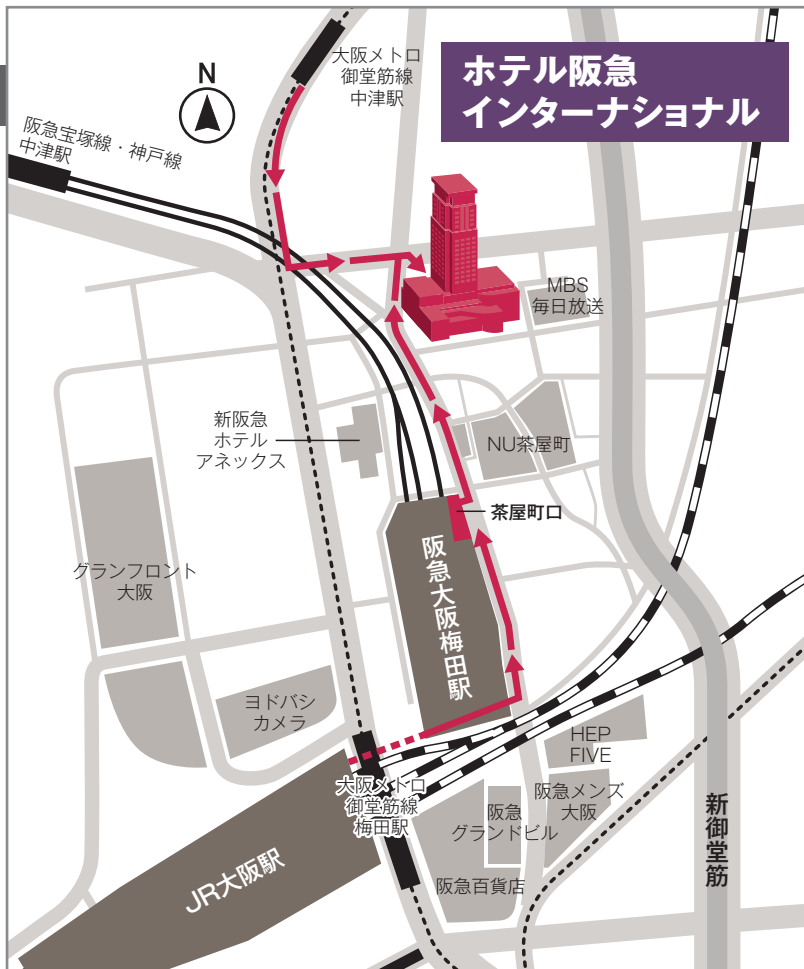 大阪メトロ
御堂筋線
中津駅
ホテル阪急
インターナショナル
N
阪急宝塚線・神戸線
中津駅
MBS
毎日放送
新阪急
ホテル
アネックス
NU茶屋町
茶屋町口
グランフロント
大阪
阪急大阪梅田駅
ヨドバシ
カメラ
HEP
FIVE
大阪メトロ
御堂筋線
梅田駅
阪急メンズ
大阪
阪急
グランドビル
新御堂筋
JR大阪駅
阪急百貨店